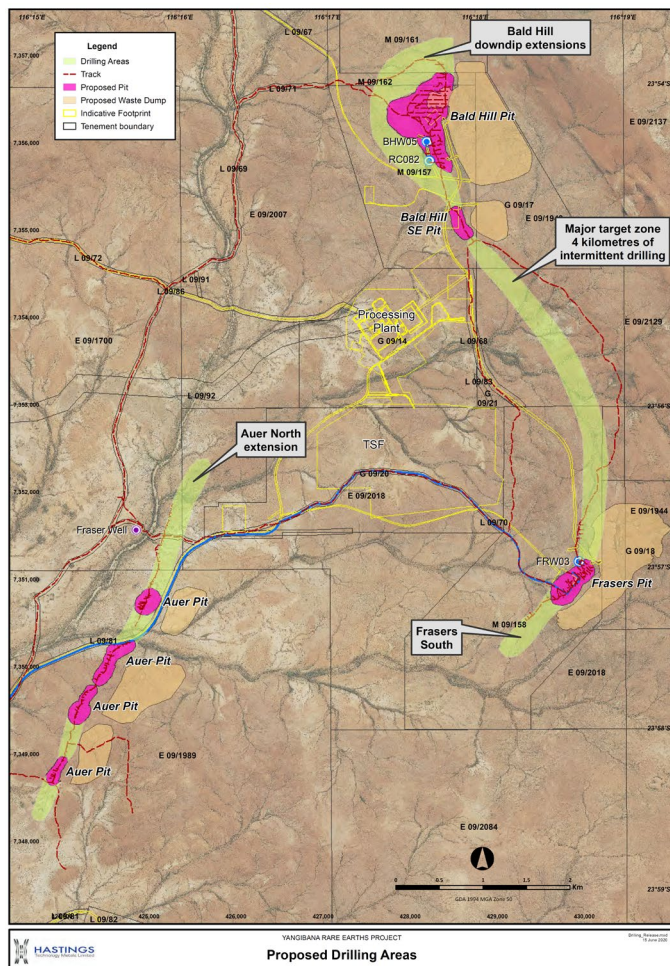 116°15'E
116°16'E
116°17'E
116°18'E
116°19'E
L 09/67
M 09/161
Bald Hill
downdip extensions
Legend
Drilling Areas
Track
Proposed Pit
Proposed Waste Dump
Indicative Footprint
Tenement boundary
7,357,000
23°54'S
M 09/162
L 09/71
Bald Hill Pit
E 09/2137
7,356,000
BHW05
RC082
L 09/69
M 09/157
G 09/17
E 09/2007
Bald Hill
SE Pit
7,355,000
Major target zone
4 kilometres of
intermittent drilling
L 09/72
L 09/91
L 09/86
7,354,000
Processing
Plant
G 09/14
E 09/2129
E 09/1700
L 09/68
L 09/83
L 09/92
G
09/21
23°56'S
Auer North
extension
TSF
7,352,000
G 09/20
E 09/2018
E 09/1944
Fraser Well
L 09/70
G 09/18
FRW03
23°57'S
7,351,000
Frasers Pit
Auer Pit
M 09/158
L 09/81
Frasers
South
7,350,000
Auer Pit
E 09/2018
Auer Pit
23°58'S
7,349,000
E 09/1989
Auer Pit
7,348,000
E 09/2084
0 0.5 1 1.5 2
Km
GDA 1994 MGA Zone 50
23°59'S
L 09/82
427,000
428,000
430,000
YANGIBANA RARE EARTHS PROJECT
Drilling_Release.mxd
HASTINGS
Technology Metals Limited
Proposed Drilling Areas